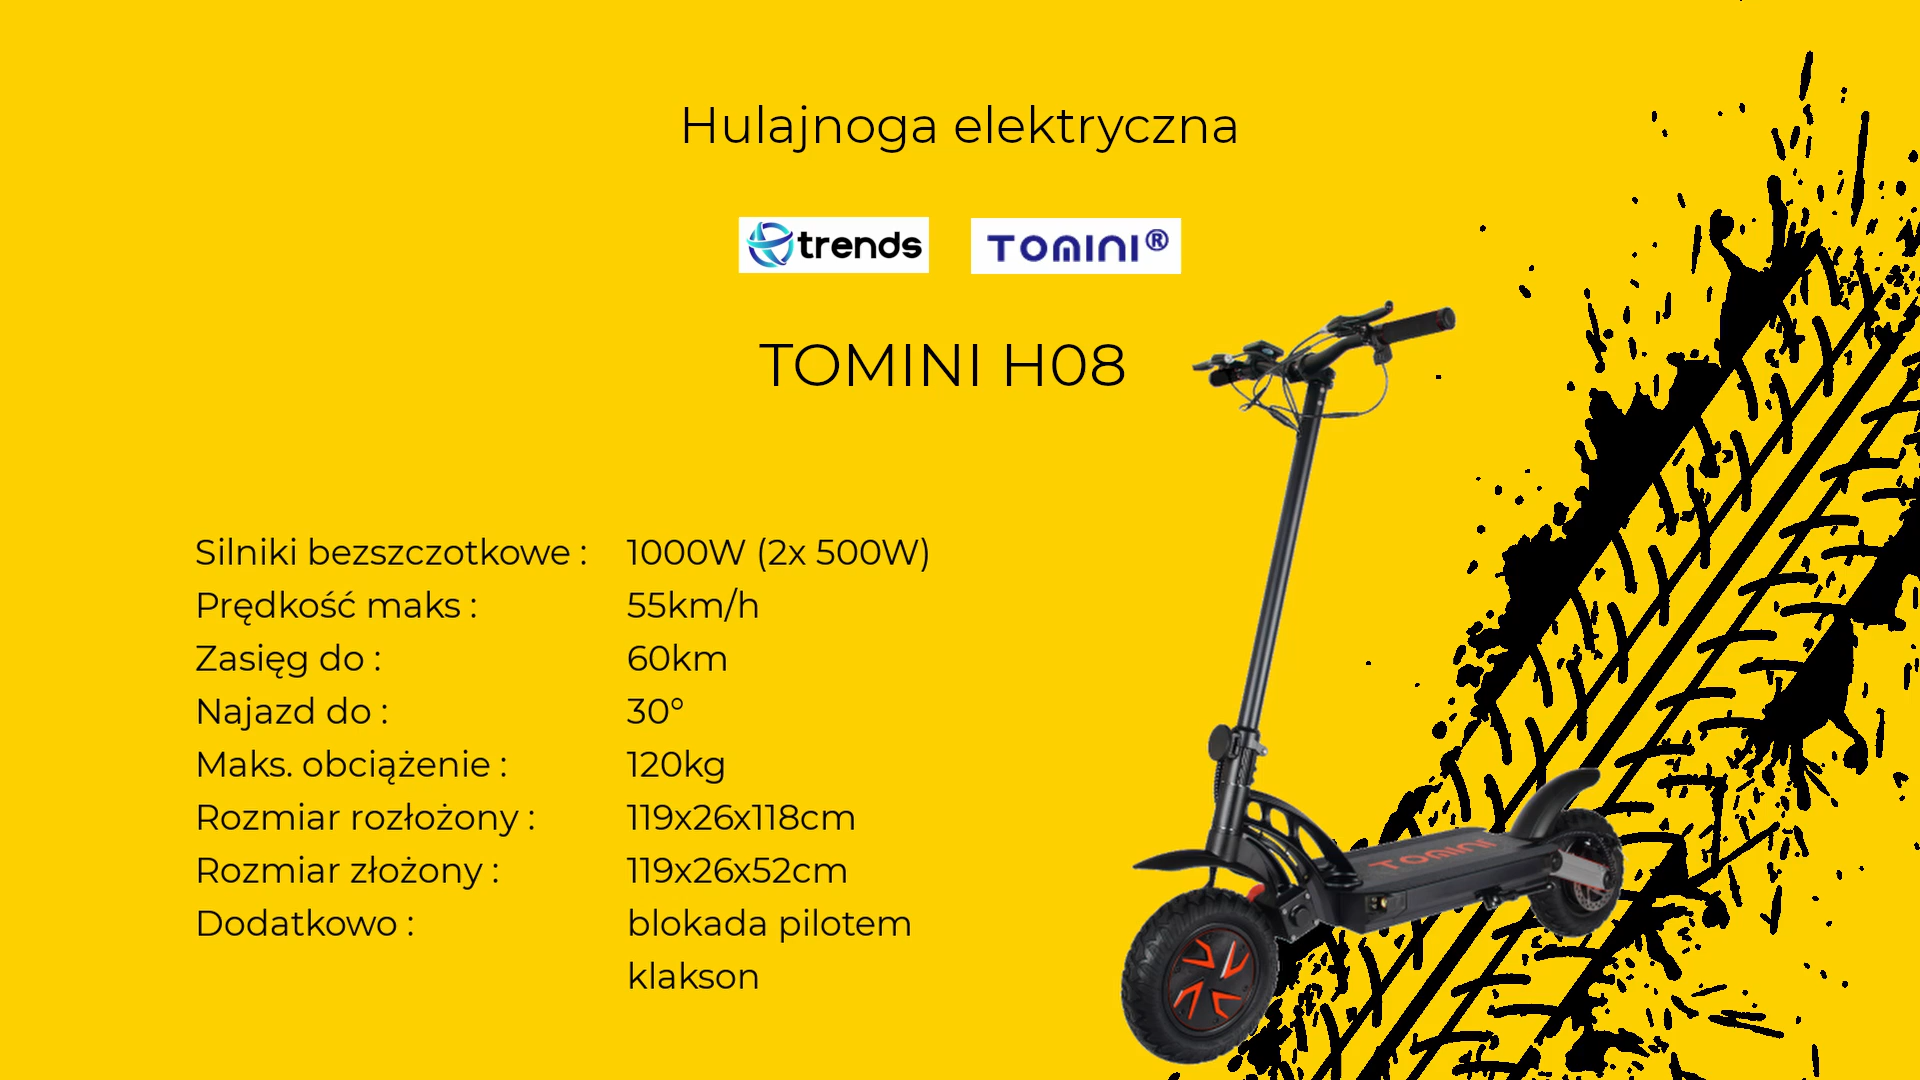 Hulajnoga elektryczna
trends TOMINI®
TOMINI H08
Silniki bezszczotkowe : 1000W (2x 500W)
Prędkość maks : 55km/h
Zasięg do : 60km
Najazd do : 30°
Maks. obciążenie : 120kg
Rozmiar rozłożony : 119x26x118cm
Rozmiar złożony : 119x26x52cm
Dodatkowo : blokada pilotem
klakson
TOMINI